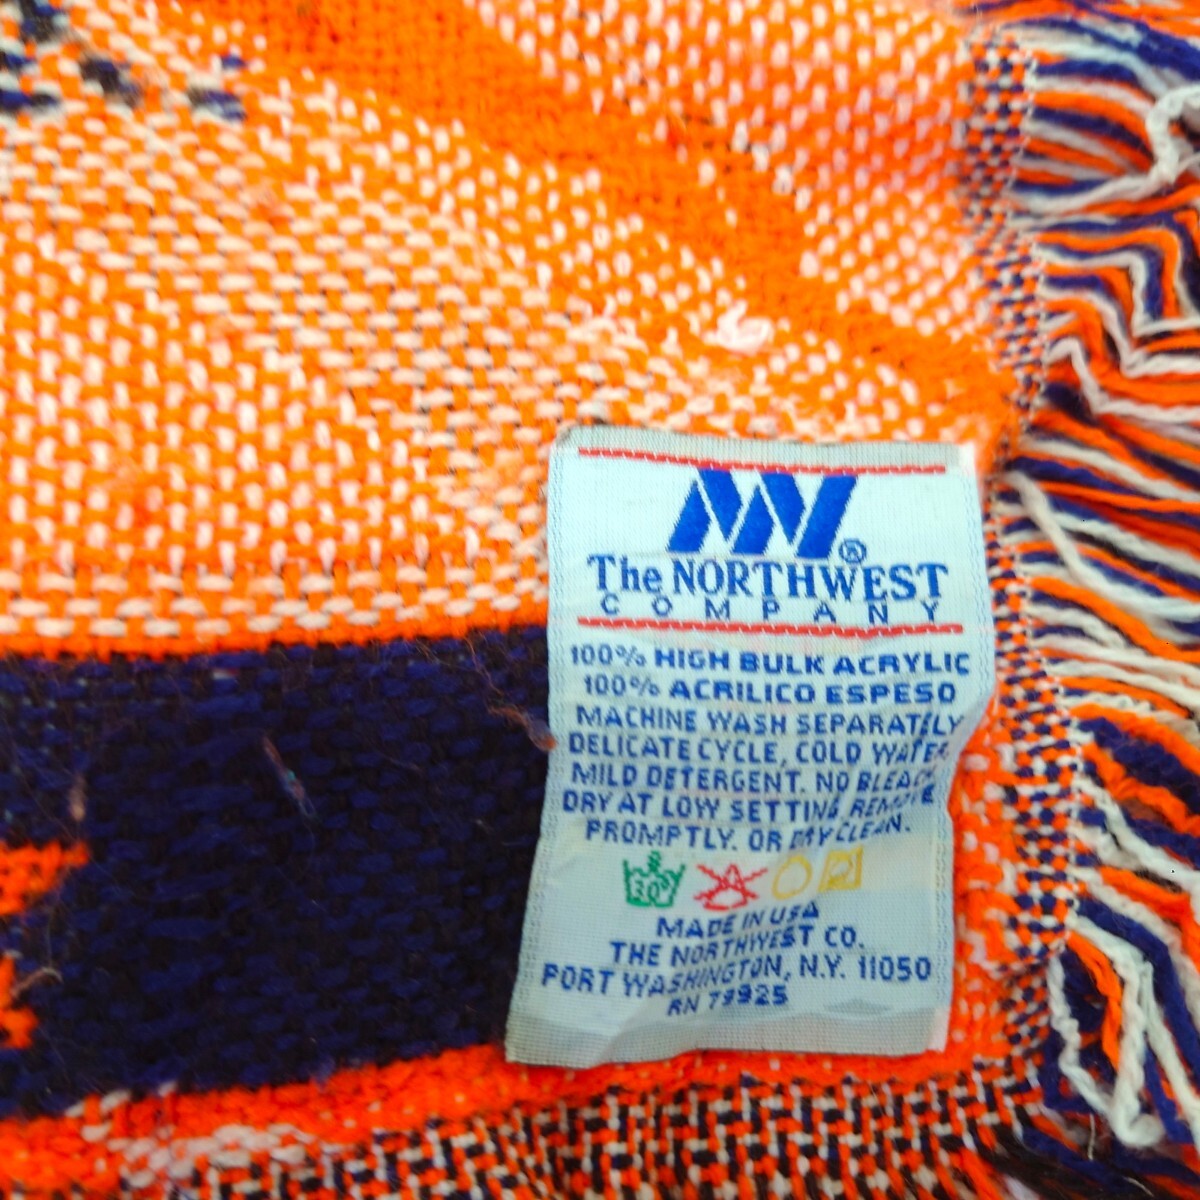 The NORTHWEST ®
COMPANY
100% HIGH BULK ACRYLIC
100% ACRILICO ESPESO
MACHINE WASH SEPARATELY
DELICATE CYCLE, COLD WATER
MILD DETERGENT. NO BLEACH
DRY AT LOW SETTING, REMOVE
PROMPTLY. OR DRY CLEAN.
30°
MADE IN USA
THE NORTHWEST CO.
PORT WASHINGTON, N.Y. 11050
RN 73925